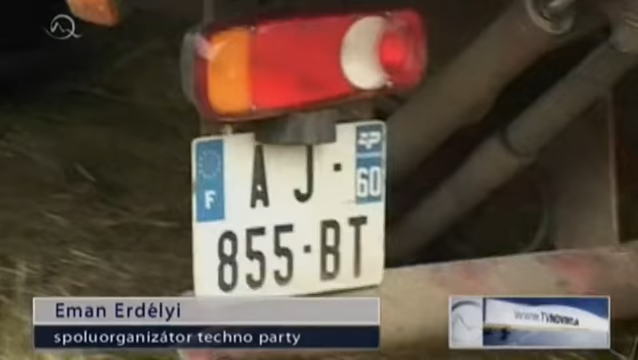 AJ-
60
F
855-BT
Eman Erdélyi
spoluorganizátor techno party
www.TVNOVINY.sk